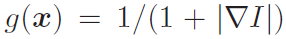 g(x) = 1/(1 + |∇I|)